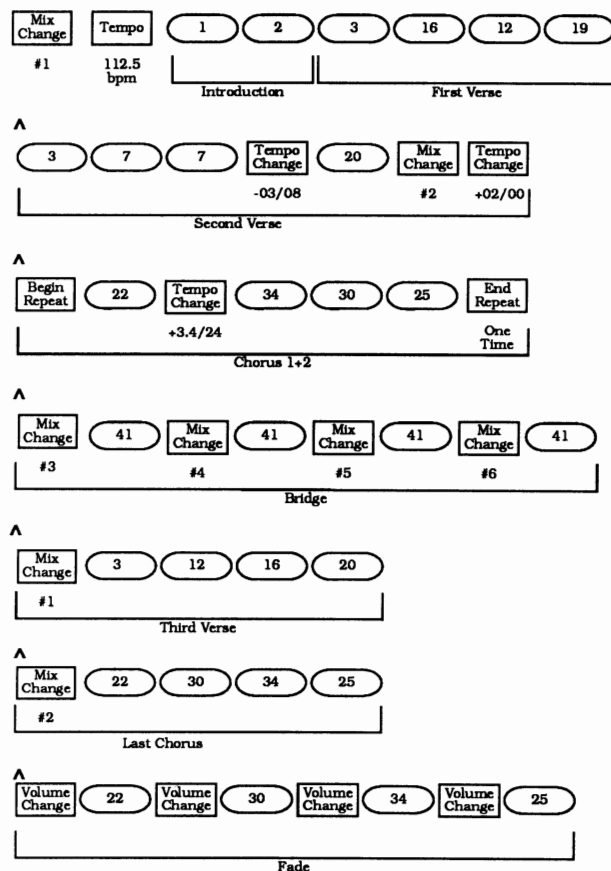 Mix Change Tempo 1 2 3 16 12 19
#1 112.5 bpm
Introduction First Verse
^
3 7 7 Tempo Change 20 Mix Change Tempo Change
-03/08 #2 +02/00
Second Verse
^
Begin Repeat 22 Tempo Change 34 30 25 End Repeat
+3.4/24 One Time
Chorus 1+2
^
Mix Change 41 Mix Change 41 Mix Change 41 Mix Change 41
#3 #4 #5 #6
Bridge
^
Mix Change 3 12 16 20
#1
Third Verse
^
Mix Change 22 30 34 25
#2
Last Chorus
^
Volume Change 22 Volume Change 30 Volume Change 34 Volume Change 25
Fade